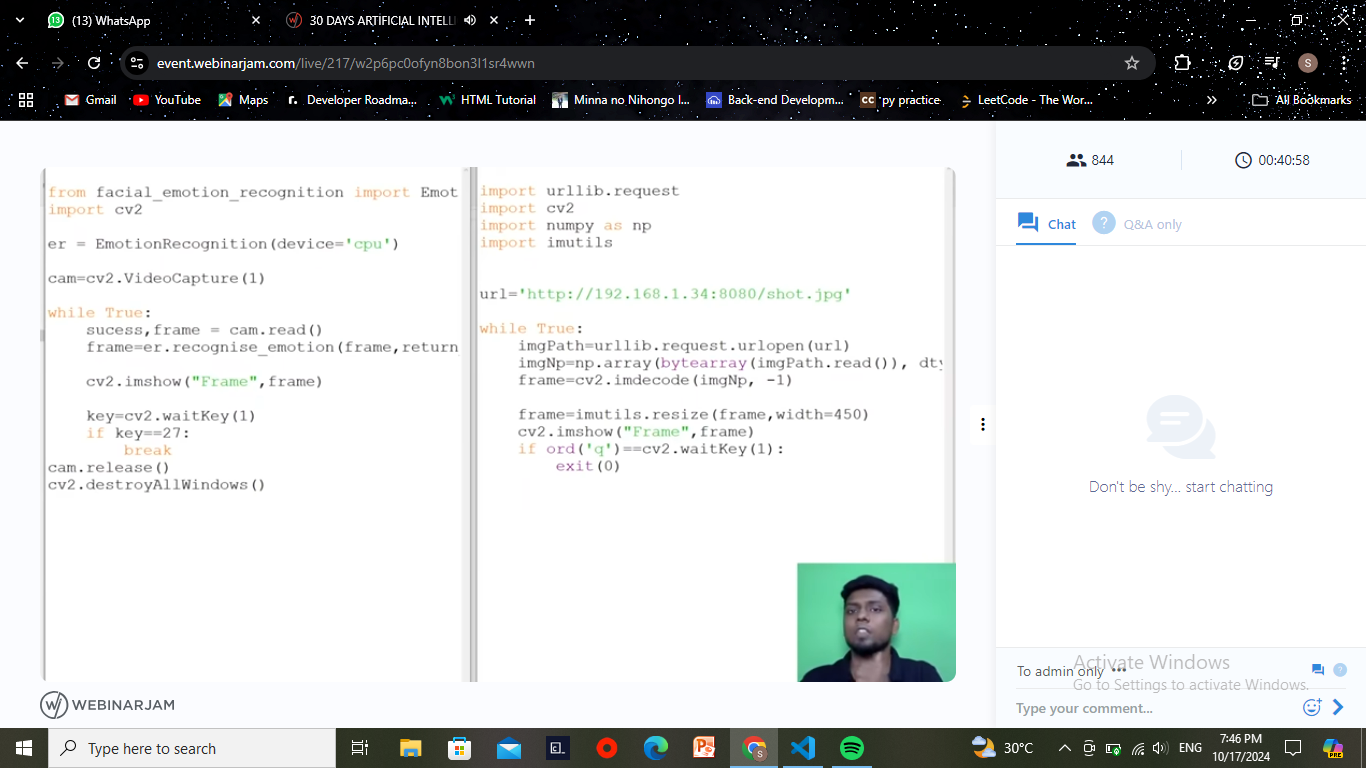 (13) WhatsApp
30 DAYS ARTIFICIAL INTELLI
event.webinarjam.com/live/217/w2p6pc0ofyn8bon3l1sr4wwn
S
Gmail
YouTube
Maps
r. Developer Roadma...
HTML Tutorial
Minna no Nihongo I...
Back-end Developm...
CC py practice
LeetCode - The Wor...
All Bookmarks
from facial_emotion_recognition import Emot
import cv2
er = EmotionRecognition(device='cpu')
cam=cv2.VideoCapture(1)
while True:
    sucess,frame = cam.read()
    frame=er.recognise_emotion(frame,return
    cv2.imshow("Frame",frame)
    key=cv2.waitKey(1)
    if key==27:
        break
cam.release()
cv2.destroyAllWindows()
import urllib.request
import cv2
import numpy as np
import imutils
url='http://192.168.1.34:8080/shot.jpg'
while True:
    imgPath=urllib.request.urlopen(url)
    imgNp=np.array(bytearray(imgPath.read()), dty
    frame=cv2.imdecode(imgNp, -1)
    frame=imutils.resize(frame,width=450)
    cv2.imshow("Frame",frame)
    if ord('q')==cv2.waitKey(1):
        exit(0)
WEBINARJAM
844
00:40:58
Chat
? Q&A only
Don't be shy... start chatting
To admin only •••
Activate Windows
Go to Settings to activate Windows.
Type your comment...
Type here to search
30°C
ENG
7:46 PM
10/17/2024
PRE